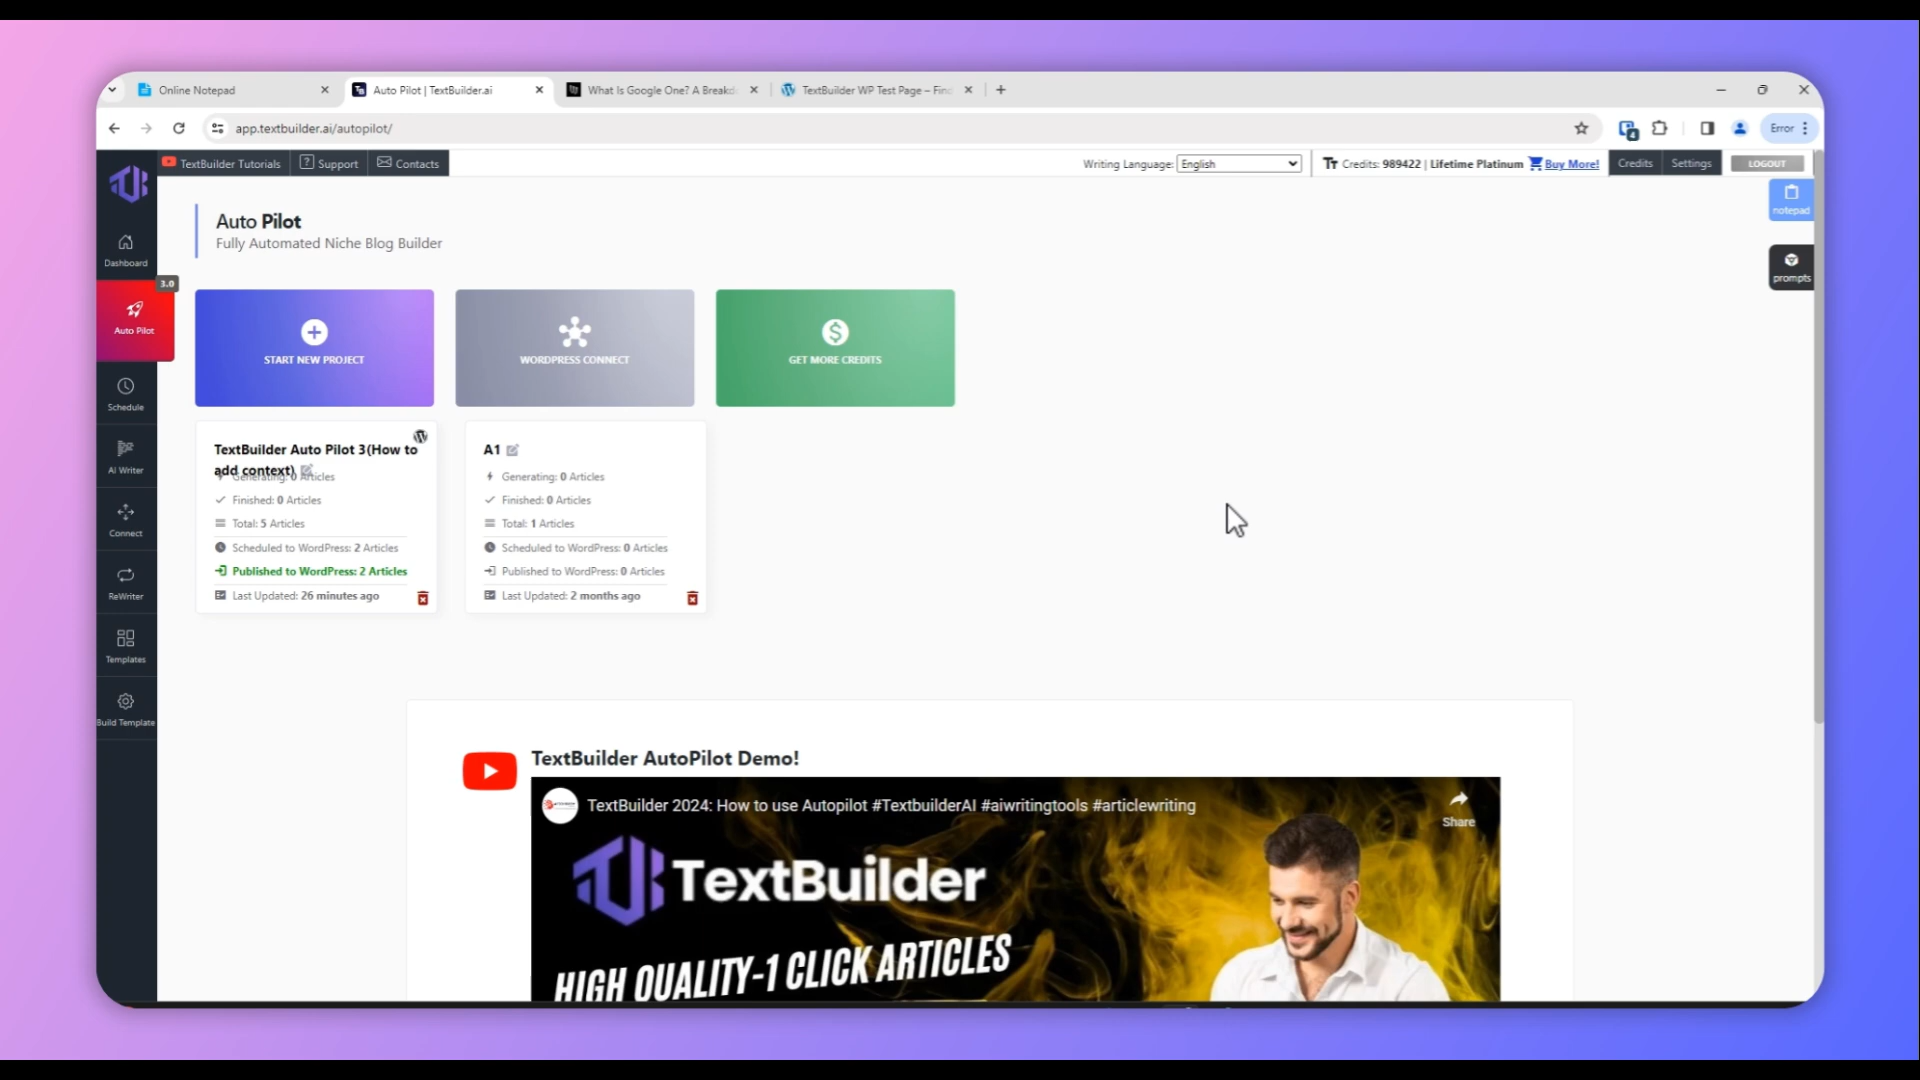 Online Notepad
Auto Pilot | TextBuilder.ai
What Is Google One? A Breakd
TextBuilder WP Test Page – Find
app.textbuilder.ai/autopilot/
4
Error
TextBuilder Tutorials
Support
Contacts
Writing Language: English
Credits: 989422 | Lifetime Platinum
Buy More!
Credits
Settings
LOGOUT
notepad
prompts
Dashboard
3.0
Auto Pilot
Schedule
AI Writer
Connect
ReWriter
Templates
Build Template
Auto Pilot
Fully Automated Niche Blog Builder
START NEW PROJECT
WORDPRESS CONNECT
GET MORE CREDITS
TextBuilder Auto Pilot 3(How to
add context)
Generating: 0 Articles
Finished: 0 Articles
Total: 5 Articles
Scheduled to WordPress: 2 Articles
Published to WordPress: 2 Articles
Last Updated: 26 minutes ago
A1
Generating: 0 Articles
Finished: 0 Articles
Total: 1 Articles
Scheduled to WordPress: 0 Articles
Published to WordPress: 0 Articles
Last Updated: 2 months ago
TextBuilder AutoPilot Demo!
TextBuilder 2024: How to use Autopilot #TextbuilderAI #aiwritingtools #articlewriting
Share
TextBuilder
HIGH QUALITY-1 CLICK ARTICLES